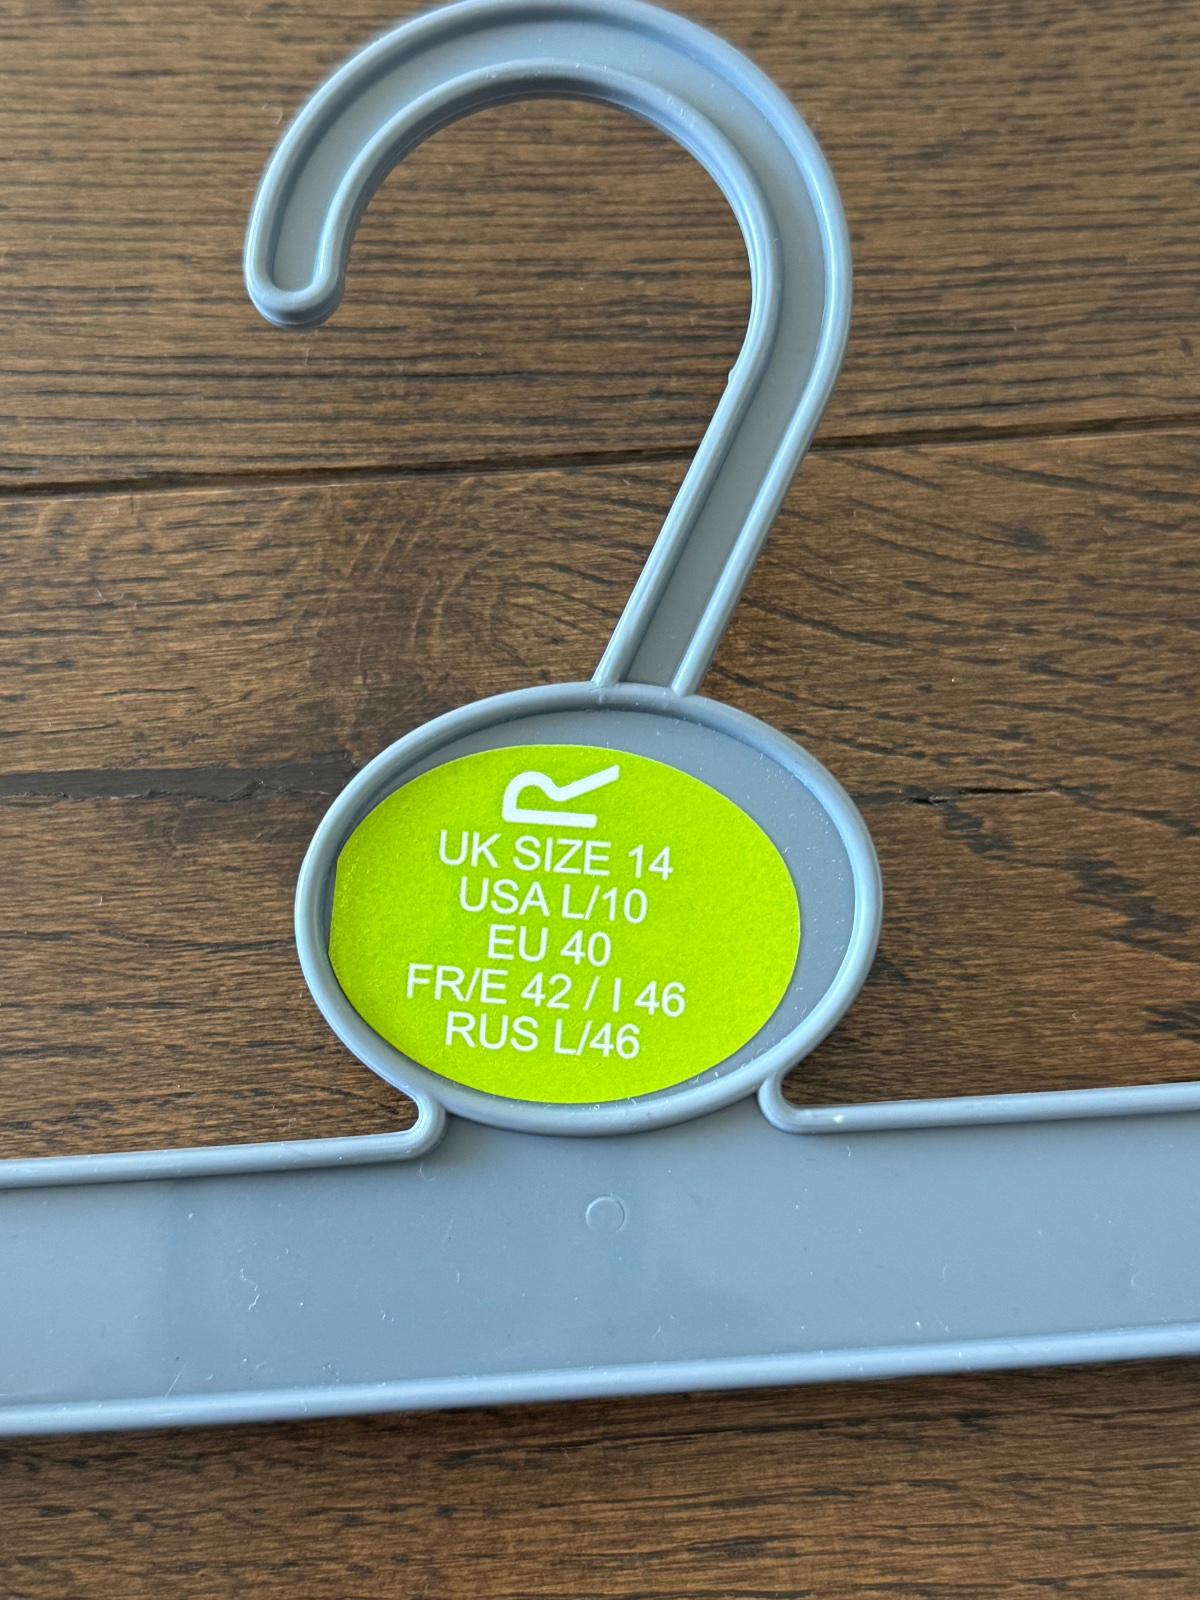 R
UK SIZE 14
USA L/10
EU 40
FR/E 42 / I 46
RUS L/46